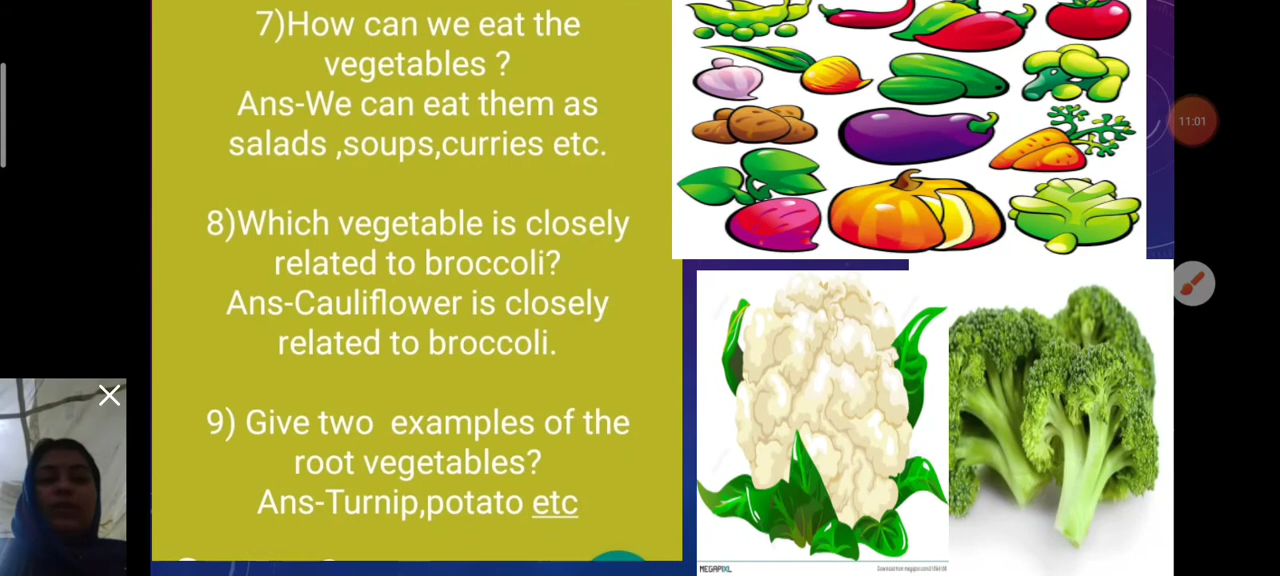 7)How can we eat the
vegetables ?
Ans-We can eat them as
salads ,soups,curries etc.
8)Which vegetable is closely
related to broccoli?
Ans-Cauliflower is closely
related to broccoli.
9) Give two  examples of the
root vegetables?
Ans-Turnip,potato etc
11:01
MEGAPIXL